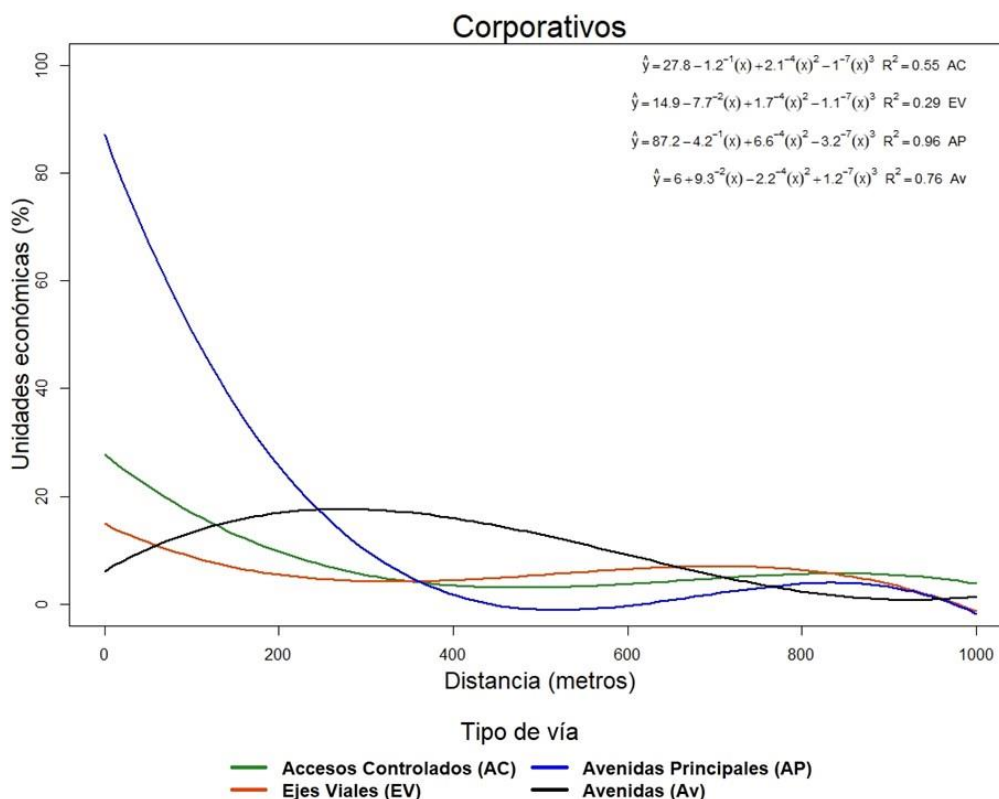 Corporativos
ŷ=27.8−1.2⁻¹(x)+2.1⁻⁴(x)²−1⁻⁷(x)³ R²=0.55 AC
ŷ=14.9−7.7⁻²(x)+1.7⁻⁴(x)²−1.1⁻⁷(x)³ R²=0.29 EV
ŷ=87.2−4.2⁻¹(x)+6.6⁻⁴(x)²−3.2⁻⁷(x)³ R²=0.96 AP
ŷ=6+9.3⁻²(x)−2.2⁻⁴(x)²+1.2⁻⁷(x)³ R²=0.76 Av
Unidades económicas (%)
100
80
60
40
20
0
0 200 400 600 800 1000
Distancia (metros)
Tipo de vía
Accesos Controlados (AC) Avenidas Principales (AP)
Ejes Viales (EV) Avenidas (Av)